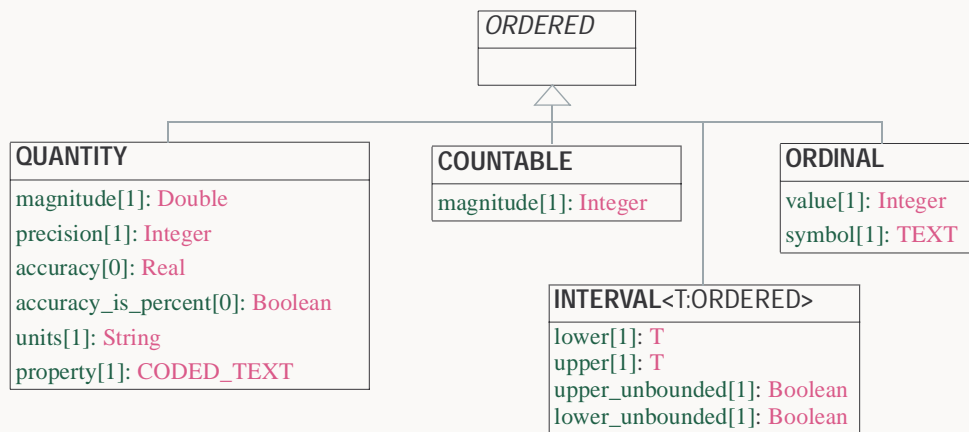 ORDERED
QUANTITY
magnitude[1]: Double
precision[1]: Integer
accuracy[0]: Real
accuracy_is_percent[0]: Boolean
units[1]: String
property[1]: CODED_TEXT
COUNTABLE
magnitude[1]: Integer
ORDINAL
value[1]: Integer
symbol[1]: TEXT
INTERVAL<T:ORDERED>
lower[1]: T
upper[1]: T
upper_unbounded[1]: Boolean
lower_unbounded[1]: Boolean